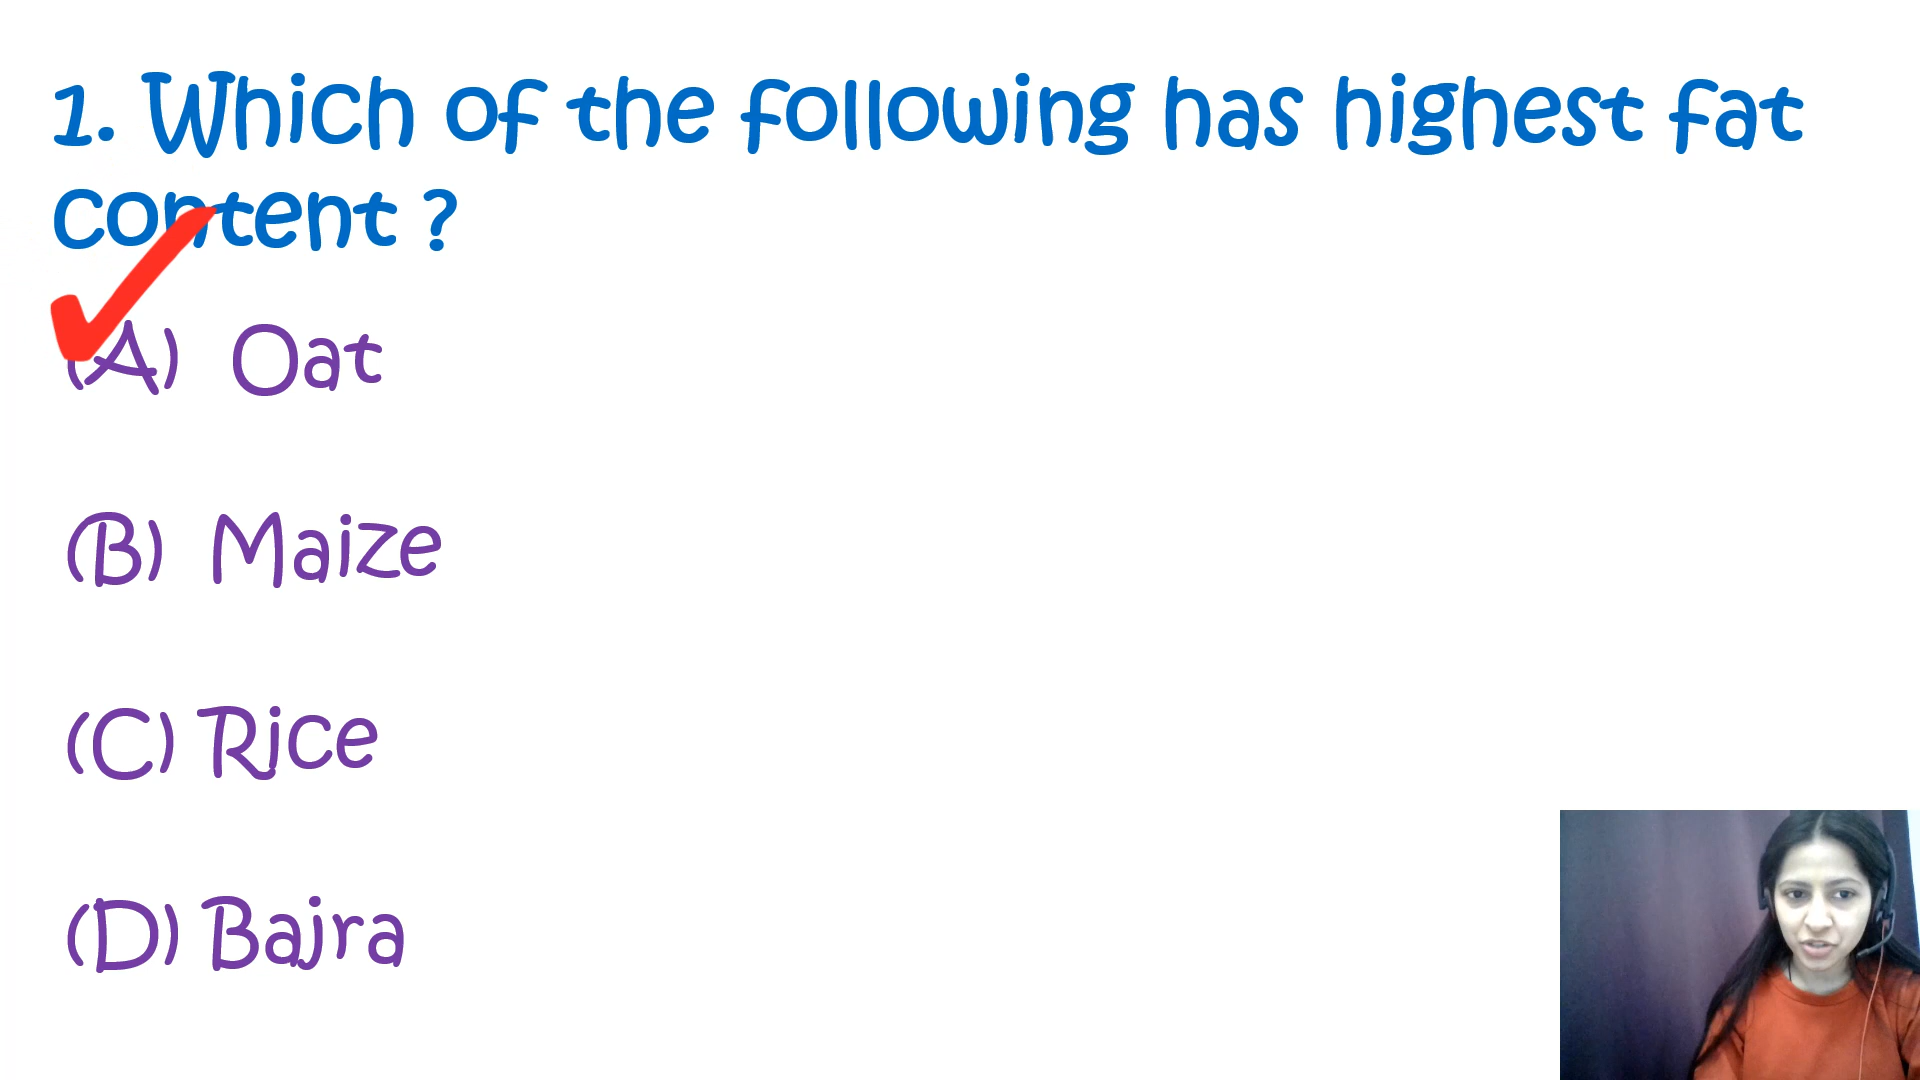 1. Which of the following has highest fat
content ?
(A) Oat
(B) Maize
(C) Rice
(D) Bajra